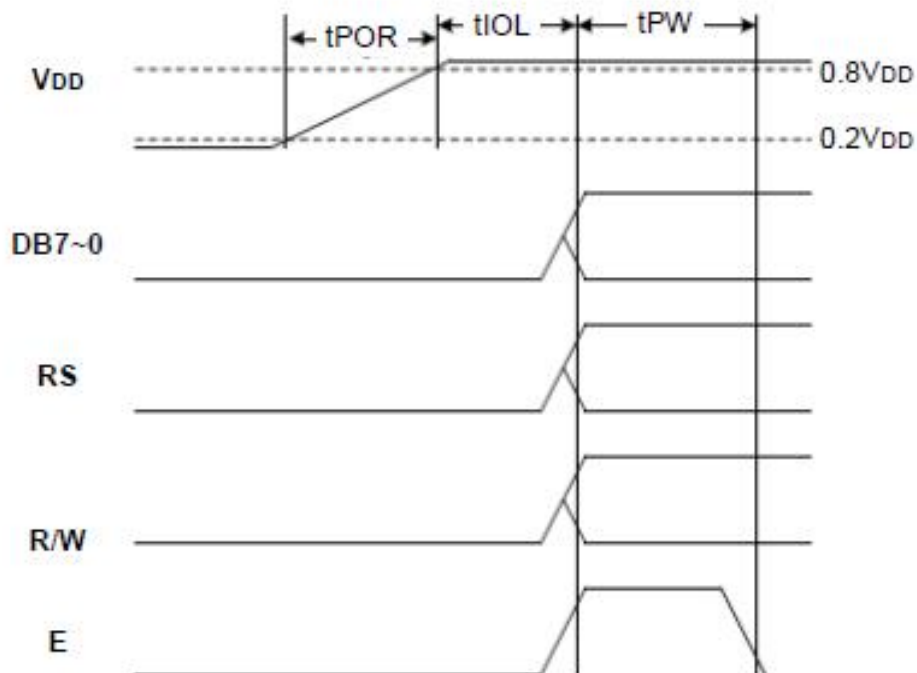 tPOR tIOL tPW
VDD 0.8VDD
0.2VDD
DB7~0
RS
R/W
E